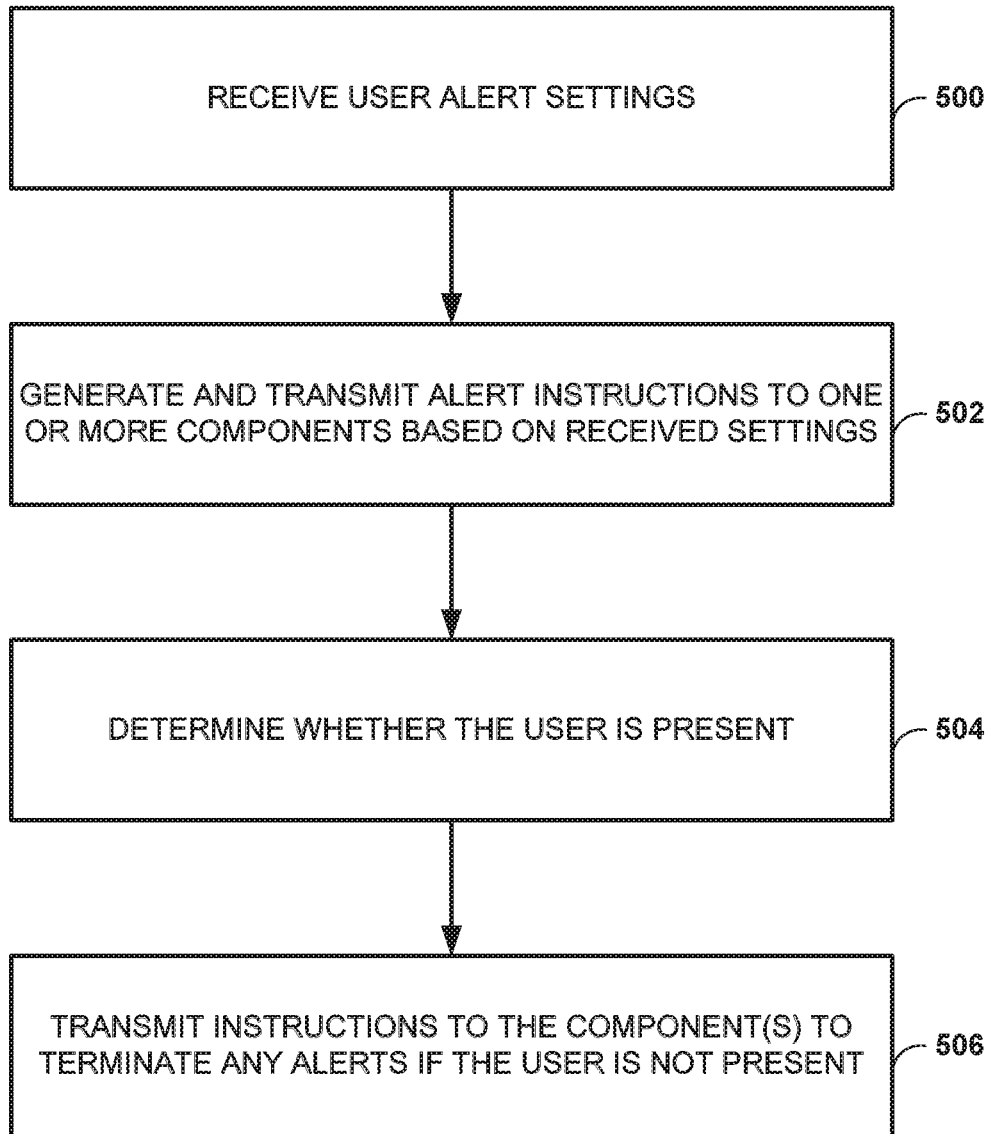 RECEIVE USER ALERT SETTINGS
500
GENERATE AND TRANSMIT ALERT INSTRUCTIONS TO ONE
OR MORE COMPONENTS BASED ON RECEIVED SETTINGS
502
DETERMINE WHETHER THE USER IS PRESENT
504
TRANSMIT INSTRUCTIONS TO THE COMPONENT(S) TO
TERMINATE ANY ALERTS IF THE USER IS NOT PRESENT
506